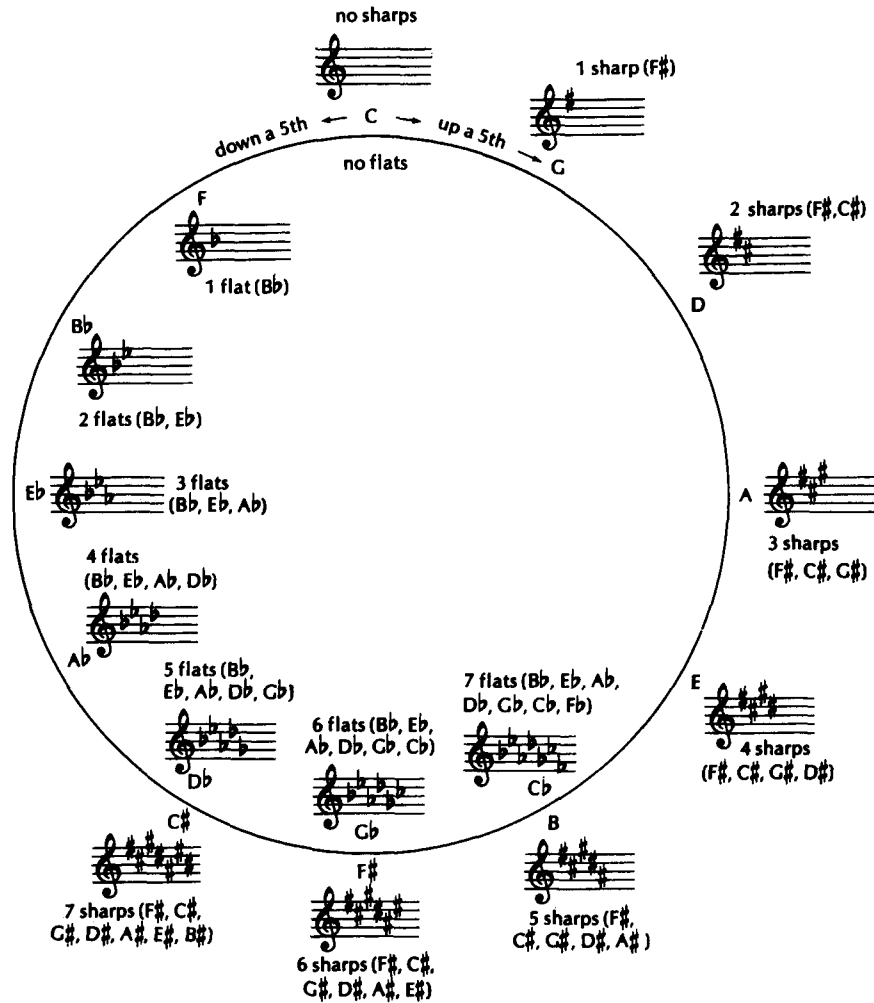 no sharps
down a 5th ← C → up a 5th → G
no flats
1 sharp (F♯)
2 sharps (F♯,C♯)
D
A
3 sharps
(F♯, C♯, G♯)
E
4 sharps
(F♯, C♯, G♯, D♯)
B
5 sharps (F♯,
C♯, G♯, D♯, A♯ )
F♯
6 sharps (F♯, C♯,
G♯, D♯, A♯, E♯)
C♯
7 sharps (F♯, C♯,
G♯, D♯, A♯, E♯, B♯)
F
1 flat (B♭)
B♭
2 flats (B♭, E♭)
E♭
3 flats
(B♭, E♭, A♭)
4 flats
(B♭, E♭, A♭, D♭)
A♭
5 flats (B♭,
E♭, A♭, D♭, G♭)
D♭
6 flats (B♭, E♭,
A♭, D♭, G♭, C♭)
G♭
7 flats (B♭, E♭, A♭,
D♭, G♭, C♭, F♭)
C♭